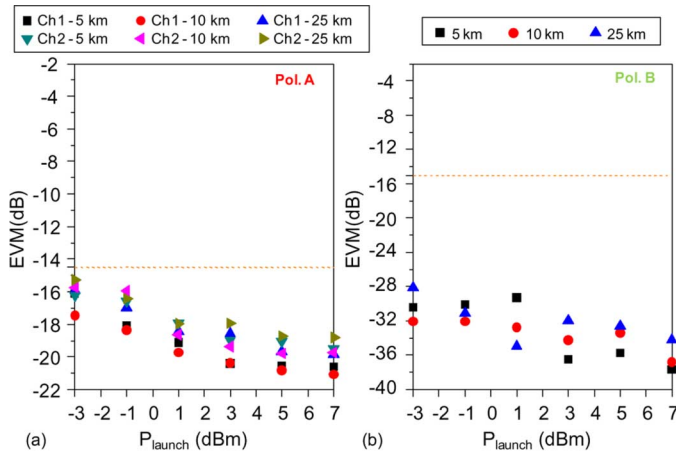 Ch1 - 5 km Ch1 - 10 km Ch1 - 25 km
Ch2 - 5 km Ch2 - 10 km Ch2 - 25 km
5 km 10 km 25 km
Pol. A
EVM(dB)
-2
-4
-6
-8
-10
-12
-14
-16
-18
-20
-22
-3 -2 -1 0 1 2 3 4 5 6 7
(a) Plaunch (dBm)
Pol. B
EVM(dB)
-4
-8
-12
-16
-20
-24
-28
-32
-36
-40
-3 -2 -1 0 1 2 3 4 5 6 7
(b) Plaunch (dBm)